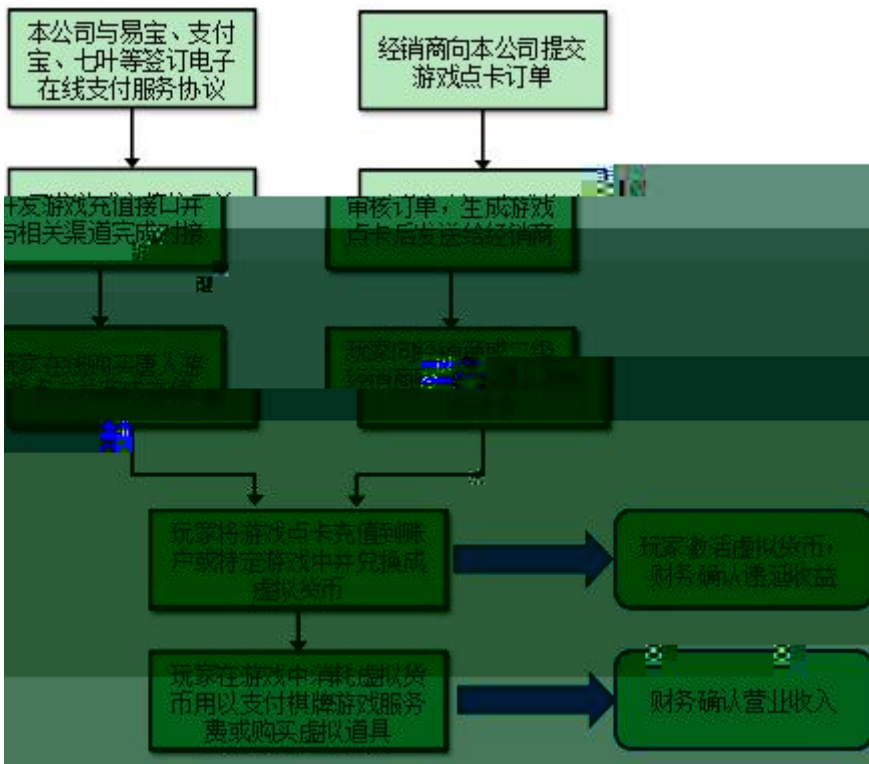 本公司与易宝、支付
宝、七叶等签订电子
在线支付服务协议
经销商向本公司提交
游戏点卡订单
开发游戏充值接口并
与相关渠道完成对接
审核订单，生成游戏
点卡后发送给经销商
玩家在线购买唐人游
玩家向经销商或二级
经销商
玩家将游戏点卡充值到账
户或特定游戏中并兑换成
虚拟货币
玩家激活虚拟货币，
财务确认递延收益
玩家在游戏中消耗虚拟货
币用以支付棋牌游戏服务
费或购买虚拟道具
财务确认营业收入